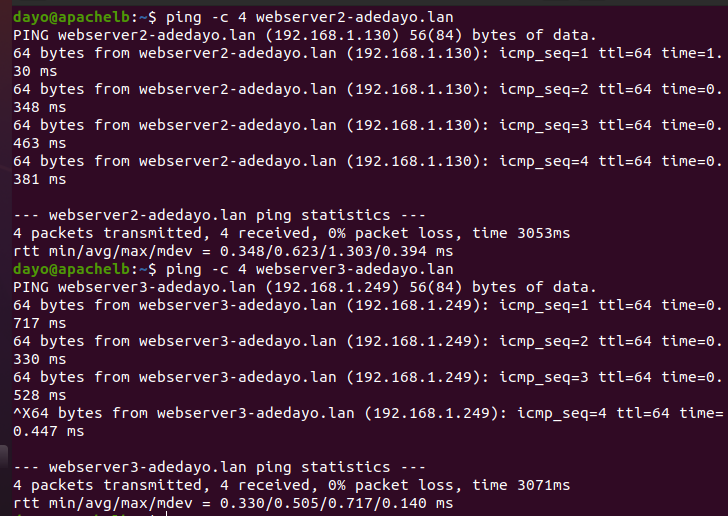 dayo@apachelb:~$ ping -c 4 webserver2-adedayo.lan
PING webserver2-adedayo.lan (192.168.1.130) 56(84) bytes of data.
64 bytes from webserver2-adedayo.lan (192.168.1.130): icmp_seq=1 ttl=64 time=1.
30 ms
64 bytes from webserver2-adedayo.lan (192.168.1.130): icmp_seq=2 ttl=64 time=0.
348 ms
64 bytes from webserver2-adedayo.lan (192.168.1.130): icmp_seq=3 ttl=64 time=0.
463 ms
64 bytes from webserver2-adedayo.lan (192.168.1.130): icmp_seq=4 ttl=64 time=0.
381 ms

--- webserver2-adedayo.lan ping statistics ---
4 packets transmitted, 4 received, 0% packet loss, time 3053ms
rtt min/avg/max/mdev = 0.348/0.623/1.303/0.394 ms
dayo@apachelb:~$ ping -c 4 webserver3-adedayo.lan
PING webserver3-adedayo.lan (192.168.1.249) 56(84) bytes of data.
64 bytes from webserver3-adedayo.lan (192.168.1.249): icmp_seq=1 ttl=64 time=0.
717 ms
64 bytes from webserver3-adedayo.lan (192.168.1.249): icmp_seq=2 ttl=64 time=0.
330 ms
64 bytes from webserver3-adedayo.lan (192.168.1.249): icmp_seq=3 ttl=64 time=0.
528 ms
^X64 bytes from webserver3-adedayo.lan (192.168.1.249): icmp_seq=4 ttl=64 time=
0.447 ms

--- webserver3-adedayo.lan ping statistics ---
4 packets transmitted, 4 received, 0% packet loss, time 3071ms
rtt min/avg/max/mdev = 0.330/0.505/0.717/0.140 ms